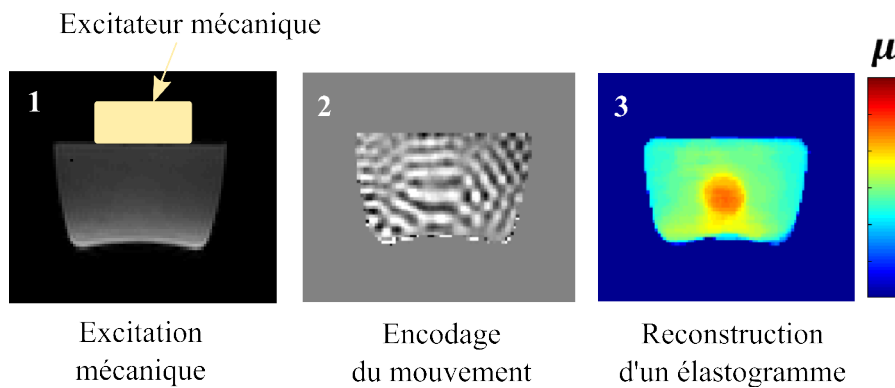 Excitateur mécanique
μ
1
2
3
Excitation
mécanique
Encodage
du mouvement
Reconstruction
d'un élastogramme